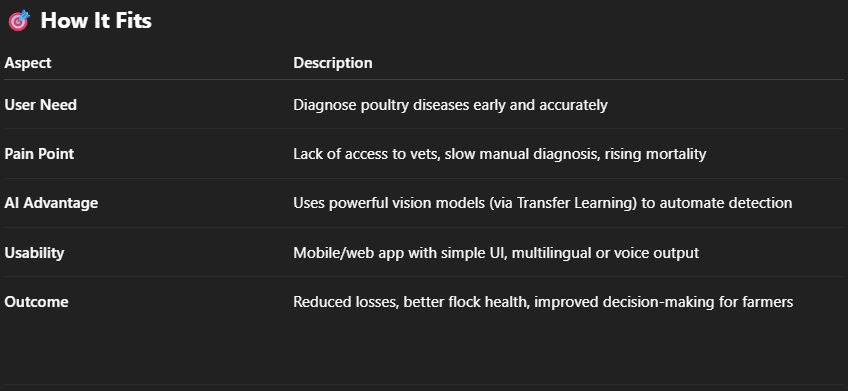 🎯 How It Fits
Aspect Description
User Need Diagnose poultry diseases early and accurately
Pain Point Lack of access to vets, slow manual diagnosis, rising mortality
AI Advantage Uses powerful vision models (via Transfer Learning) to automate detection
Usability Mobile/web app with simple UI, multilingual or voice output
Outcome Reduced losses, better flock health, improved decision-making for farmers